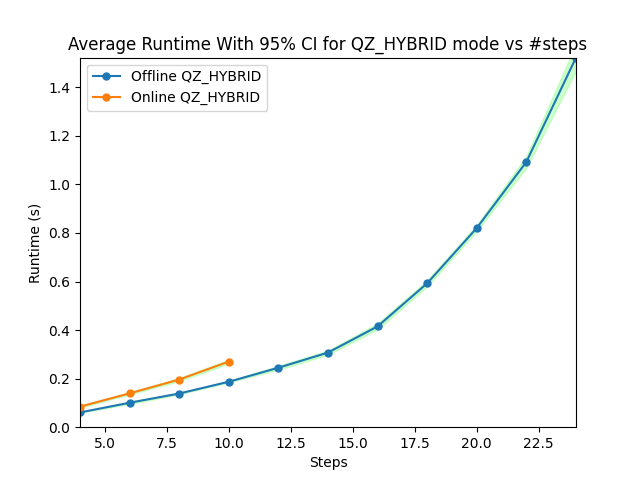 Average Runtime With 95% CI for QZ_HYBRID mode vs #steps
Offline QZ_HYBRID
Online QZ_HYBRID
Runtime (s)
1.4
1.2
1.0
0.8
0.6
0.4
0.2
0.0
5.0 7.5 10.0 12.5 15.0 17.5 20.0 22.5
Steps